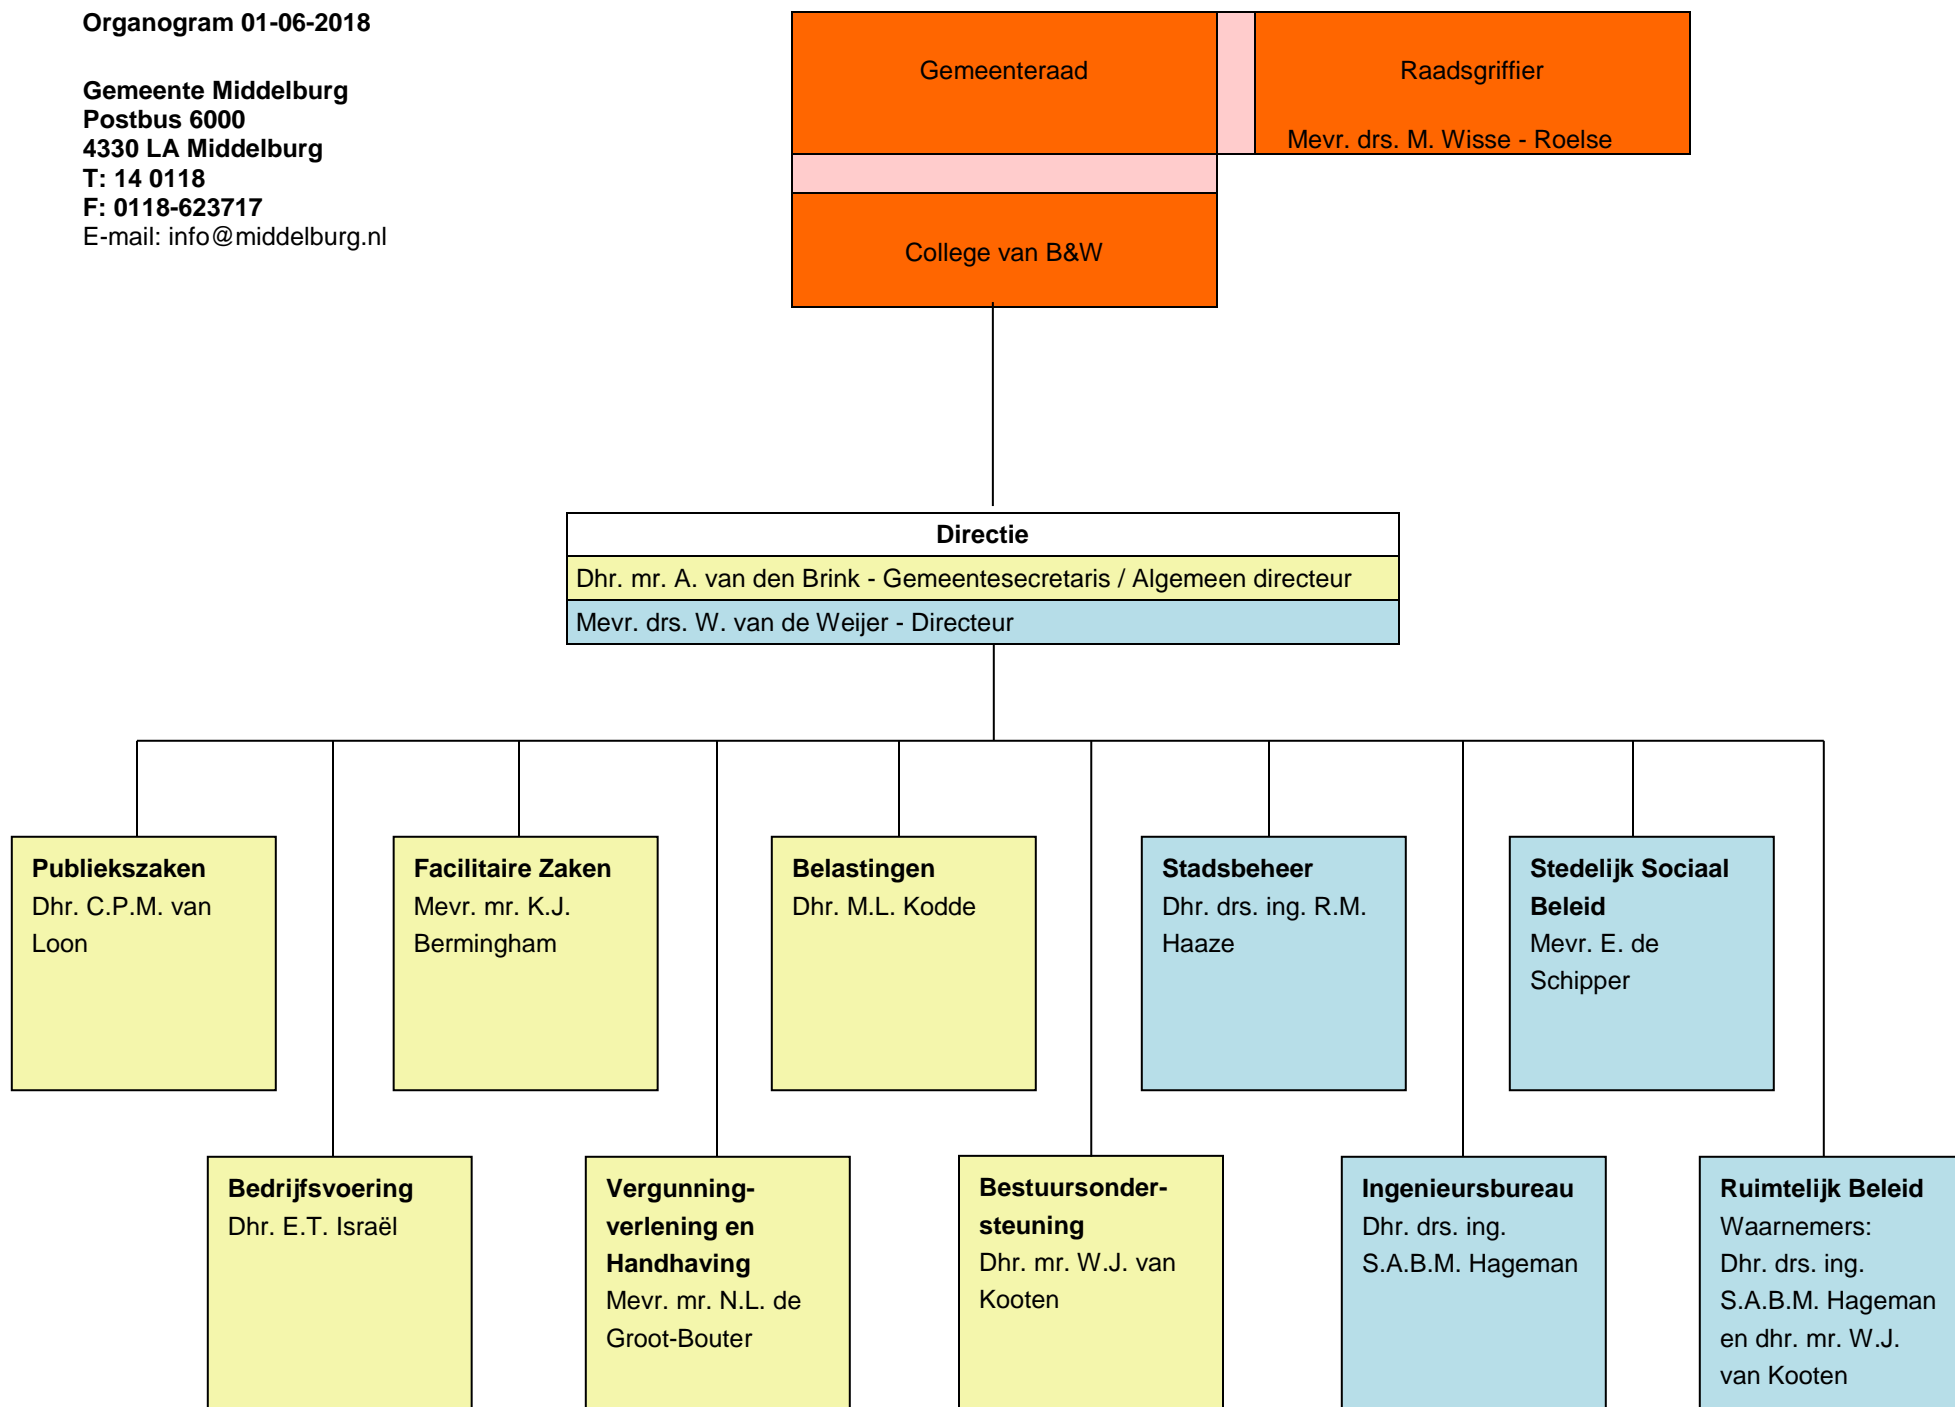 Organogram 01-06-2018
Gemeente Middelburg
Postbus 6000
4330 LA Middelburg
T: 14 0118
F: 0118-623717
E-mail: info@middelburg.nl
Gemeenteraad
Raadsgriffier
Mevr. drs. M. Wisse - Roelse
College van B&W
Directie
Dhr. mr. A. van den Brink - Gemeentesecretaris / Algemeen directeur
Mevr. drs. W. van de Weijer - Directeur
Publiekszaken
Dhr. C.P.M. van
Loon
Facilitaire Zaken
Mevr. mr. K.J.
Bermingham
Belastingen
Dhr. M.L. Kodde
Stadsbeheer
Dhr. drs. ing. R.M.
Haaze
Stedelijk Sociaal
Beleid
Mevr. E. de
Schipper
Bedrijfsvoering
Dhr. E.T. Israël
Vergunning-
verlening en
Handhaving
Mevr. mr. N.L. de
Groot-Bouter
Bestuursonder-
steuning
Dhr. mr. W.J. van
Kooten
Ingenieursbureau
Dhr. drs. ing.
S.A.B.M. Hageman
Ruimtelijk Beleid
Waarnemers:
Dhr. drs. ing.
S.A.B.M. Hageman
en dhr. mr. W.J.
van Kooten